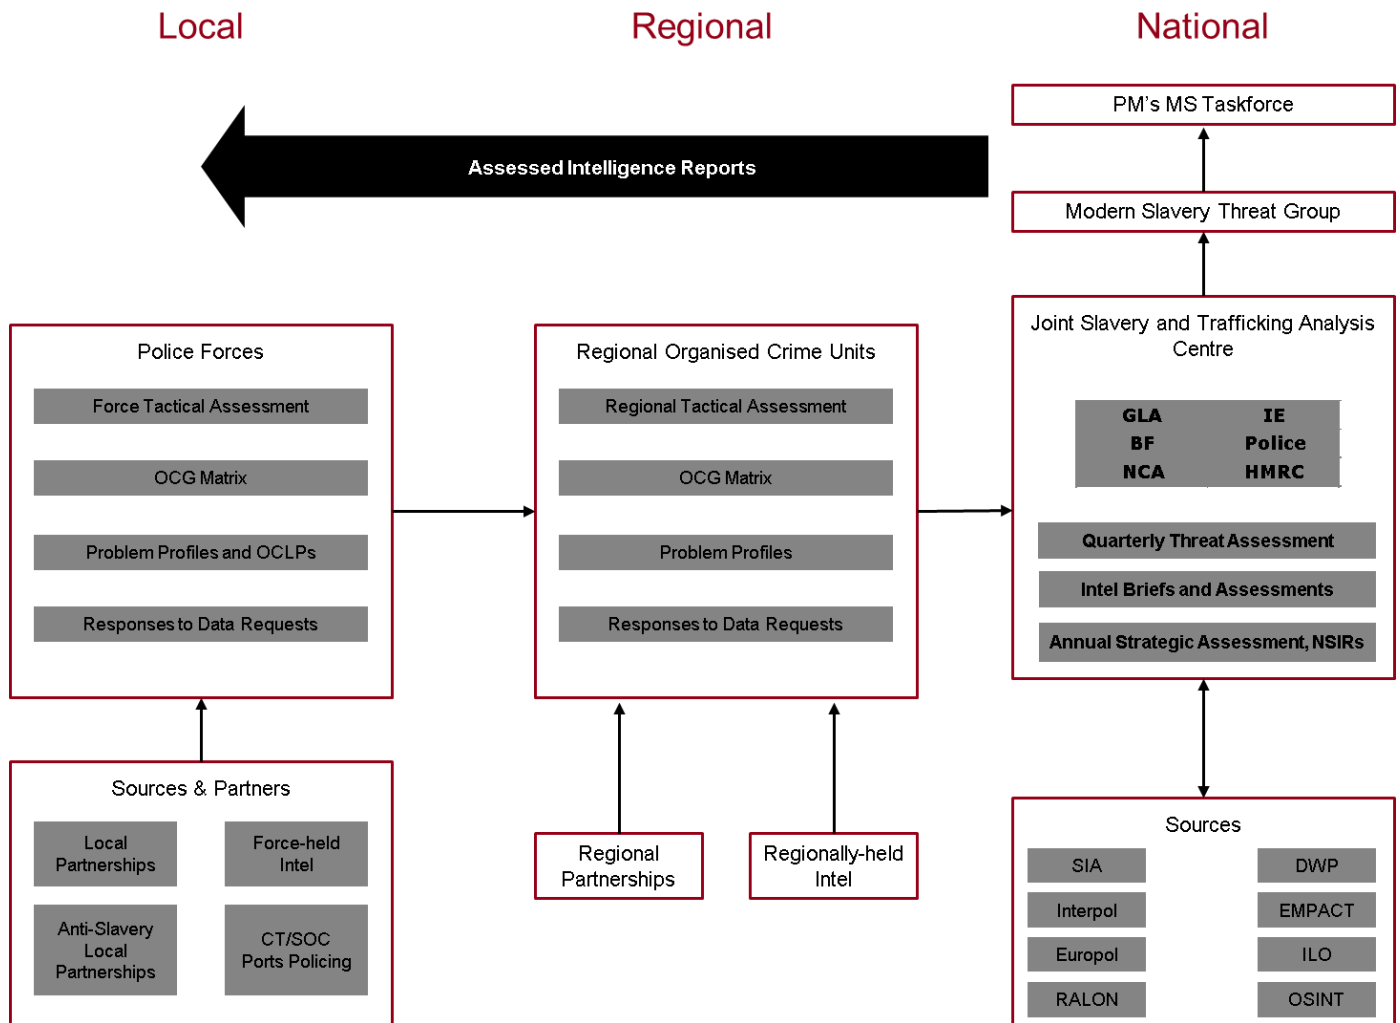 Local
Regional
National
PM's MS Taskforce
Assessed Intelligence Reports
Modern Slavery Threat Group
Police Forces
Force Tactical Assessment
OCG Matrix
Problem Profiles and OCLPs
Responses to Data Requests
Regional Organised Crime Units
Regional Tactical Assessment
OCG Matrix
Problem Profiles
Responses to Data Requests
Joint Slavery and Trafficking Analysis
Centre
GLA
IE
BF
Police
NCA
HMRC
Quarterly Threat Assessment
Intel Briefs and Assessments
Annual Strategic Assessment, NSIRs
Sources & Partners
Local
Partnerships
Force-held
Intel
Anti-Slavery
Local
Partnerships
CT/SOC
Ports Policing
Regional
Partnerships
Regionally-held
Intel
Sources
SIA
DWP
Interpol
EMPACT
Europol
ILO
RALON
OSINT